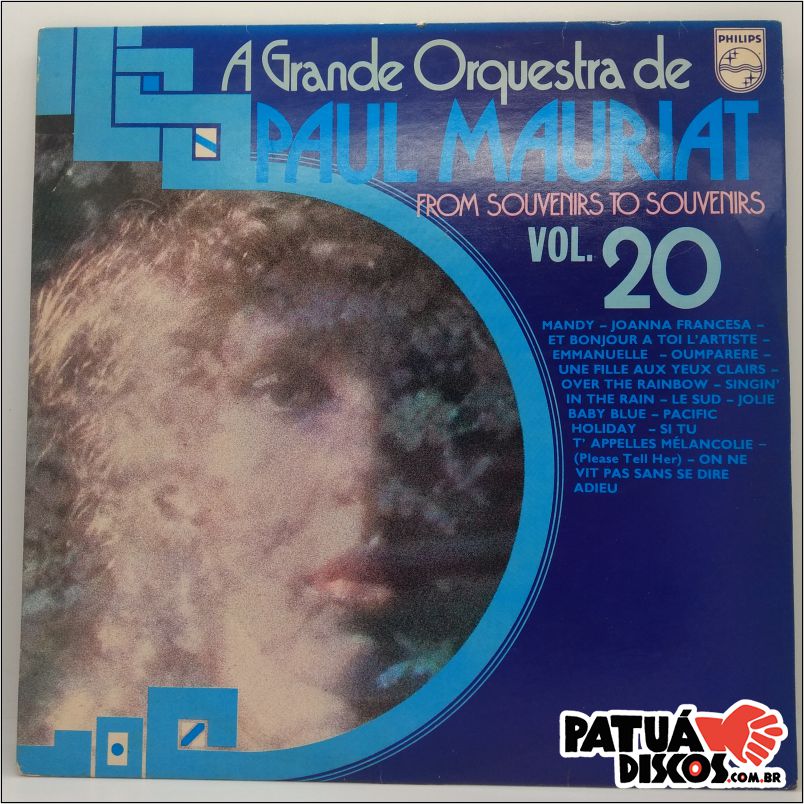 A Grande Orquestra de
PHILIPS
PAUL MAURIAT
FROM SOUVENIRS TO SOUVENIRS
VOL. 20
MANDY – JOANNA FRANCESA –
ET BONJOUR A TOI L'ARTISTE –
EMMANUELLE – OUMPARERE –
UNE FILLE AUX YEUX CLAIRS –
OVER THE RAINBOW – SINGIN'
IN THE RAIN – LE SUD – JOLIE
BABY BLUE – PACIFIC
HOLIDAY – SI TU
T' APPELLES MÉLANCOLIE –
(Please Tell Her) – ON NE
VIT PAS SANS SE DIRE
ADIEU
PATUÁ
DISCOS.COM.BR